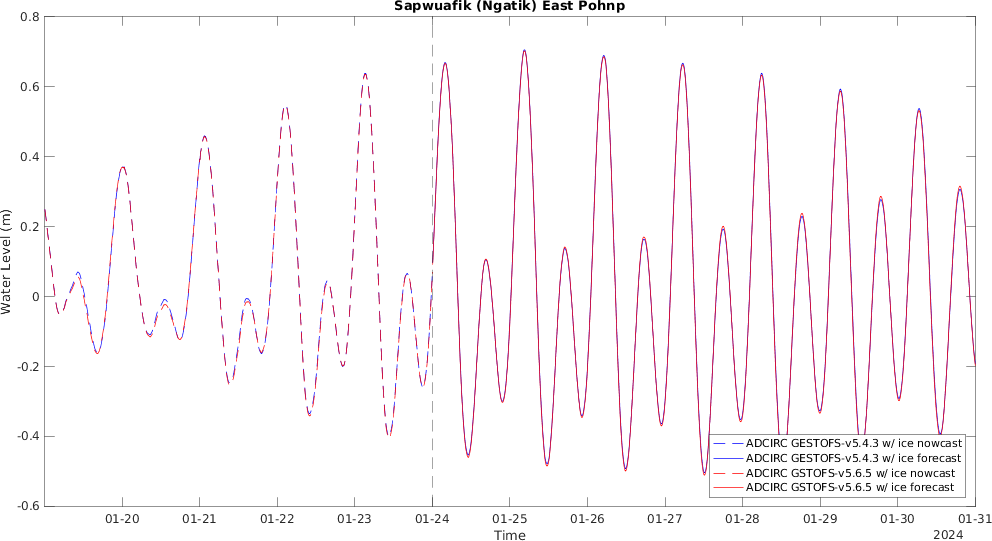 Sapwuafik (Ngatik) East Pohnp
0.8
0.6
0.4
0.2
0
-0.2
-0.4
-0.6
Water Level (m)
ADCIRC GESTOFS-v5.4.3 w/ ice nowcast
ADCIRC GESTOFS-v5.4.3 w/ ice forecast
ADCIRC GSTOFS-v5.6.5 w/ ice nowcast
ADCIRC GSTOFS-v5.6.5 w/ ice forecast
01-20 01-21 01-22 01-23 01-24 01-25 01-26 01-27 01-28 01-29 01-30 01-31
Time
2024